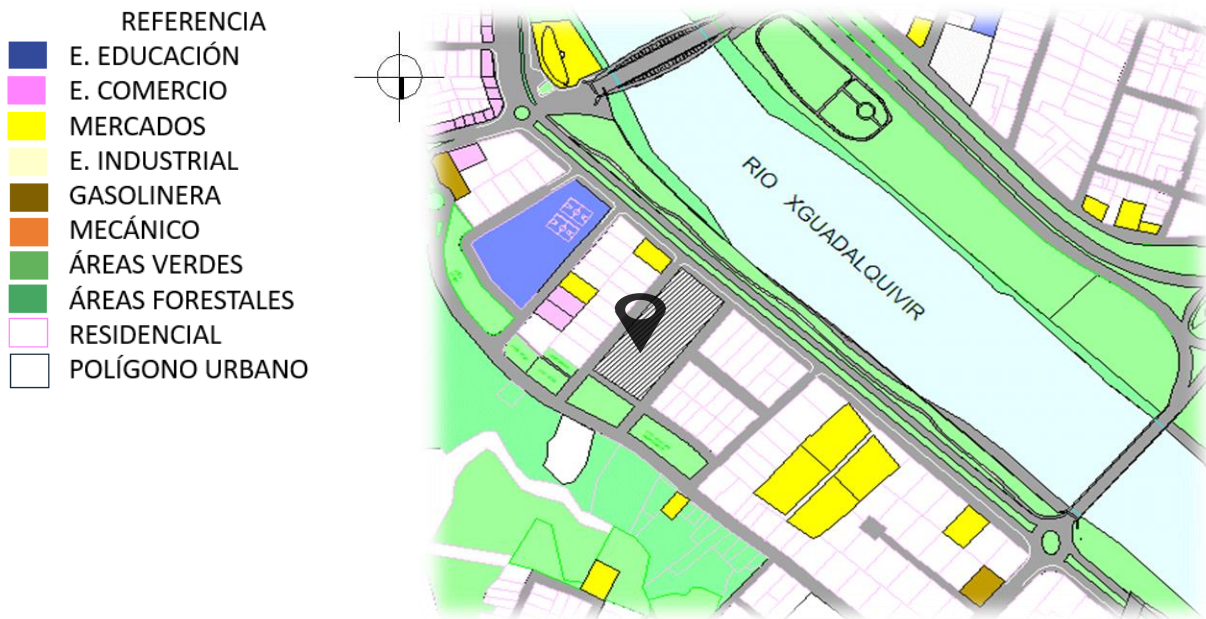 REFERENCIA
E. EDUCACIÓN
E. COMERCIO
MERCADOS
E. INDUSTRIAL
GASOLINERA
MECÁNICO
ÁREAS VERDES
ÁREAS FORESTALES
RESIDENCIAL
POLÍGONO URBANO
RIO XGUADALQUIVIR